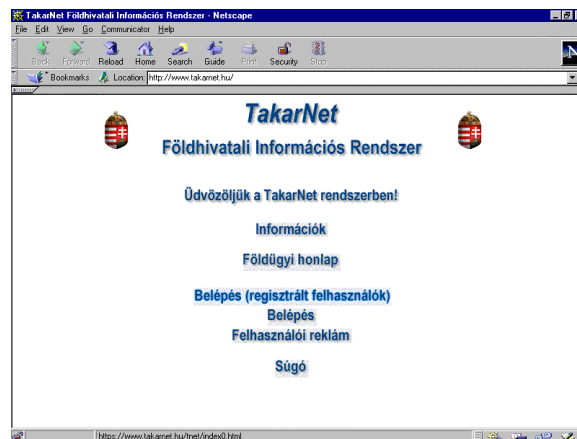 TakarNet Földhivatali Információs Rendszer - Netscape
File Edit View Go Communicator Help
Back Forward Reload Home Search Guide Print Security Stop
Bookmarks Location: http://www.takarnet.hu/
TakarNet
Földhivatali Információs Rendszer
Üdvözöljük a TakarNet rendszerben!
Információk
Földügyi honlap
Belépés (regisztrált felhasználók)
Belépés
Felhasználói reklám
Súgó
https://www.takarnet.hu/tnet/index0.html